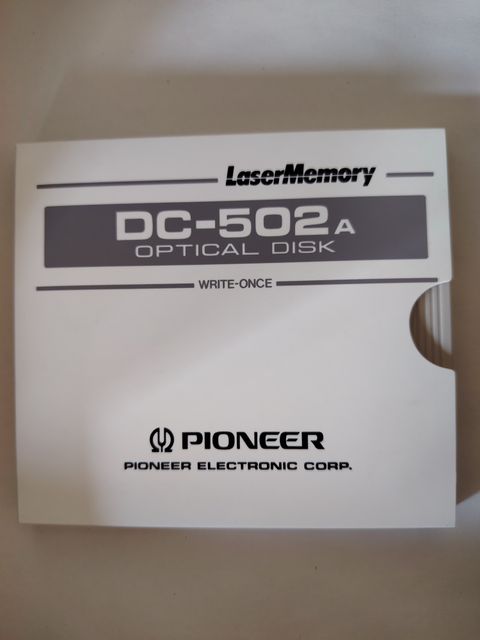 LaserMemory
DC-502A
OPTICAL DISK
WRITE-ONCE
PIONEER
PIONEER ELECTRONIC CORP.